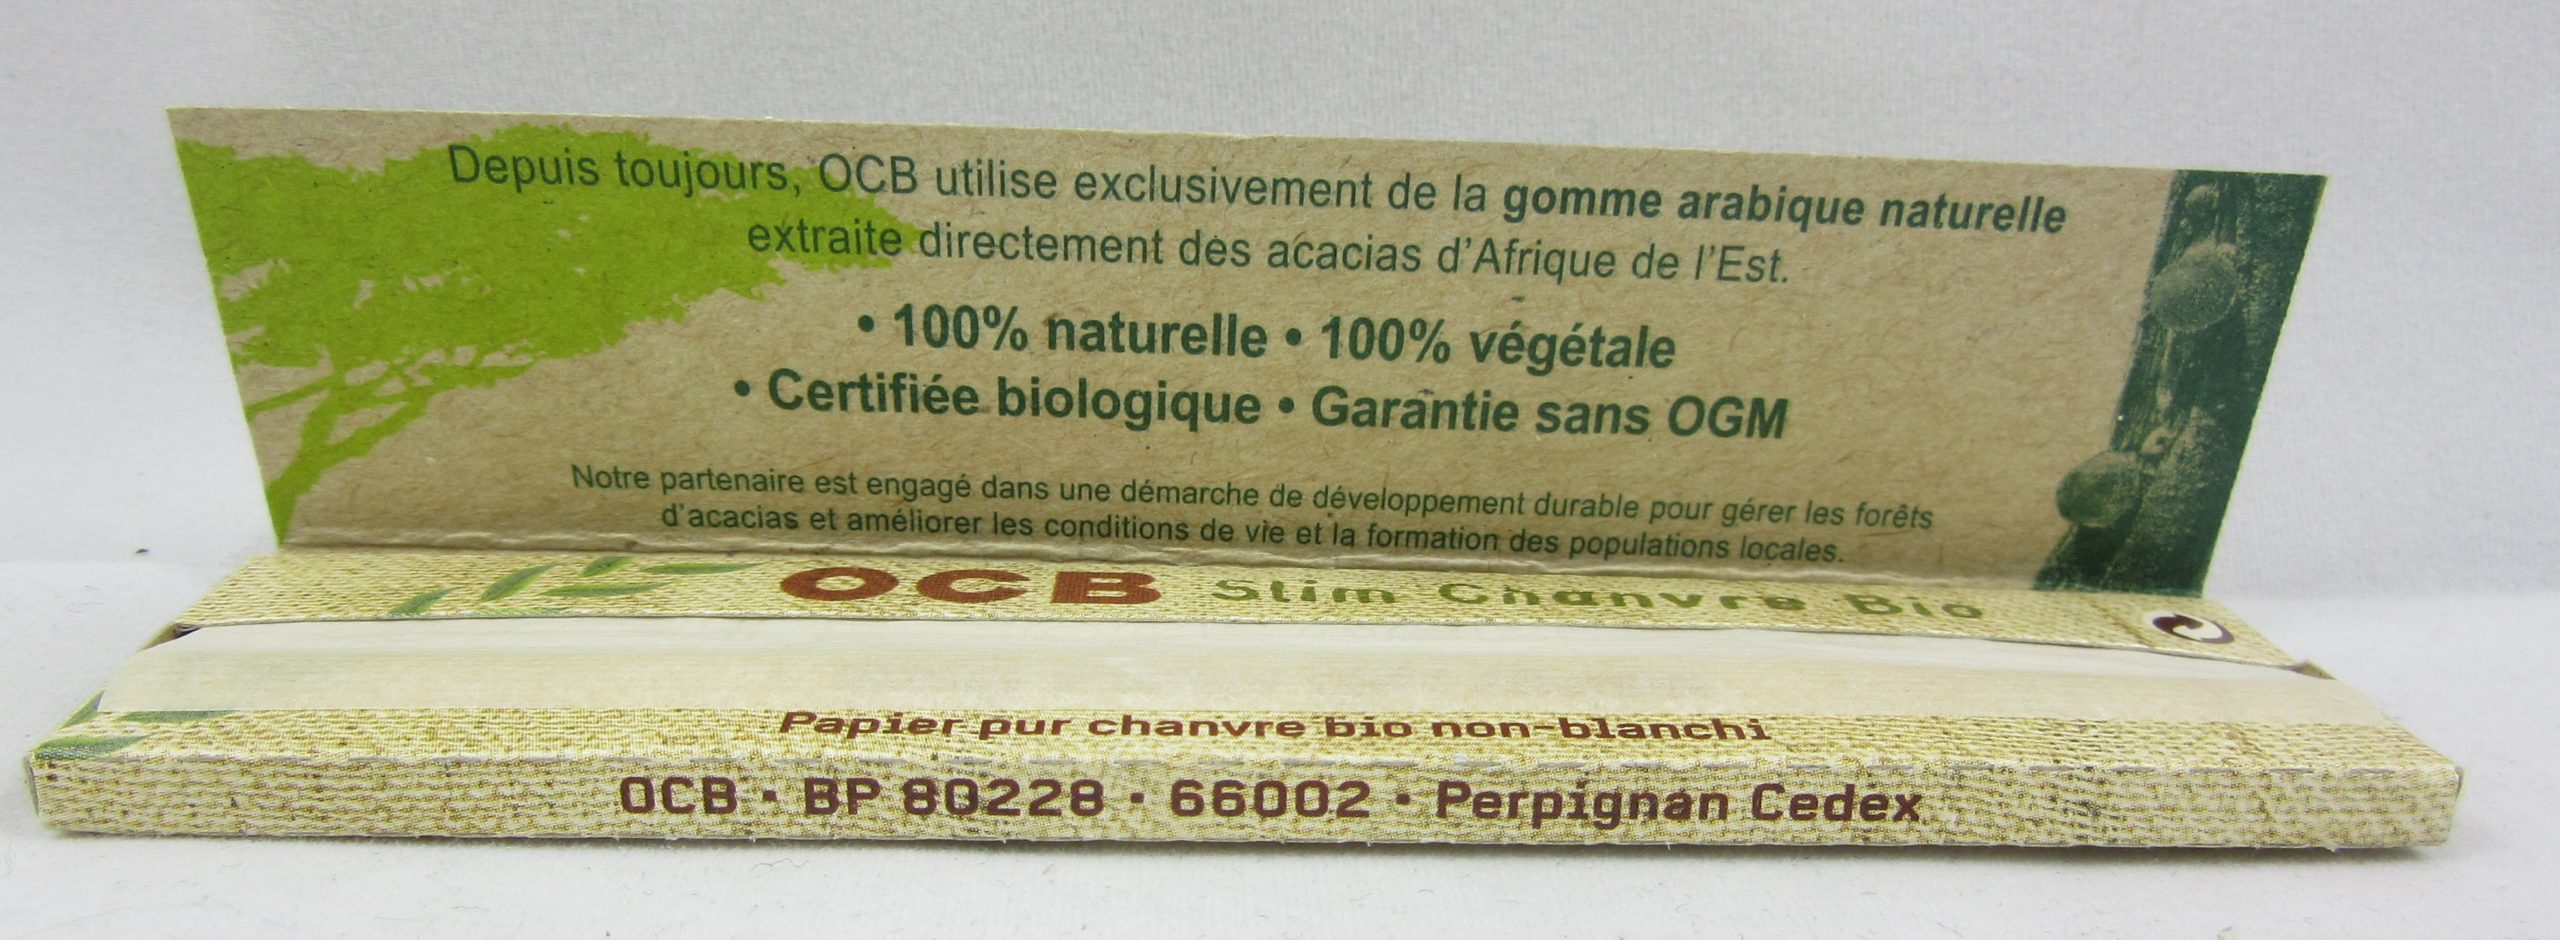 Depuis toujours, OCB utilise exclusivement de la gomme arabique naturelle
extraite directement des acacias d'Afrique de l'Est.
• 100% naturelle • 100% végétale
• Certifiée biologique • Garantie sans OGM
Notre partenaire est engagé dans une démarche de développement durable pour gérer les forêts
d'acacias et améliorer les conditions de vie et la formation des populations locales.
OCB Slim Chanvre Bio
Papier pur chanvre bio non-blanchi
OCB • BP 80228 • 66002 • Perpignan Cedex